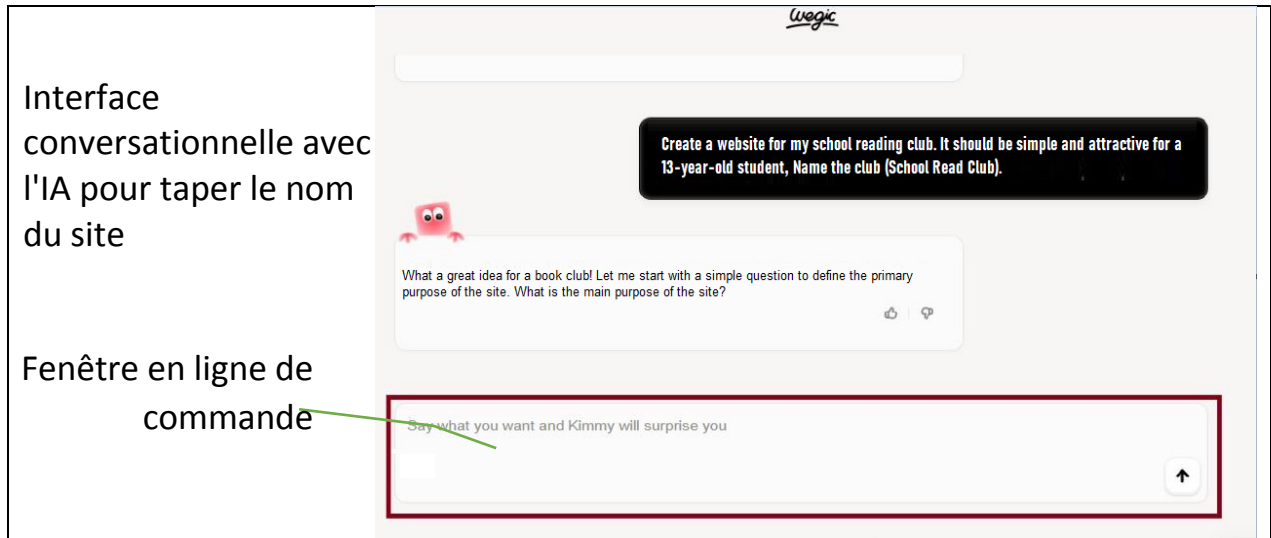 wegic
Interface
conversationnelle avec
l'IA pour taper le nom
du site
Create a website for my school reading club. It should be simple and attractive for a
13-year-old student, Name the club (School Read Club).
What a great idea for a book club! Let me start with a simple question to define the primary
purpose of the site. What is the main purpose of the site?
Fenêtre en ligne de
commande
Say what you want and Kimmy will surprise you